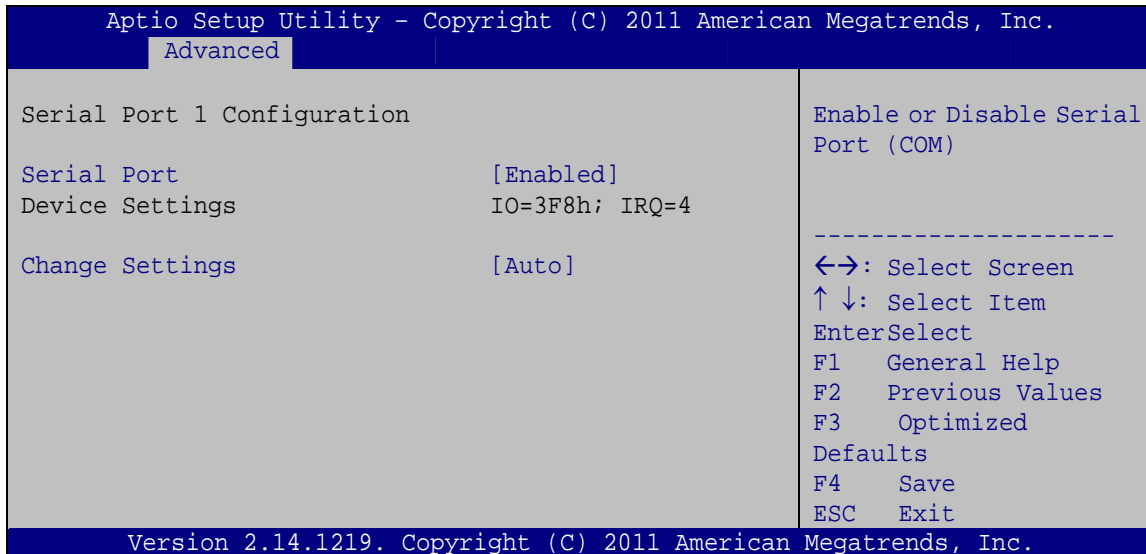 Aptio Setup Utility – Copyright (C) 2011 American Megatrends, Inc.
Advanced
Serial Port 1 Configuration
Serial Port [Enabled]
Device Settings IO=3F8h; IRQ=4
Change Settings [Auto]
Enable or Disable Serial
Port (COM)
---------------------
←→: Select Screen
↑ ↓: Select Item
EnterSelect
F1 General Help
F2 Previous Values
F3 Optimized
Defaults
F4 Save
ESC Exit
Version 2.14.1219. Copyright (C) 2011 American Megatrends, Inc.